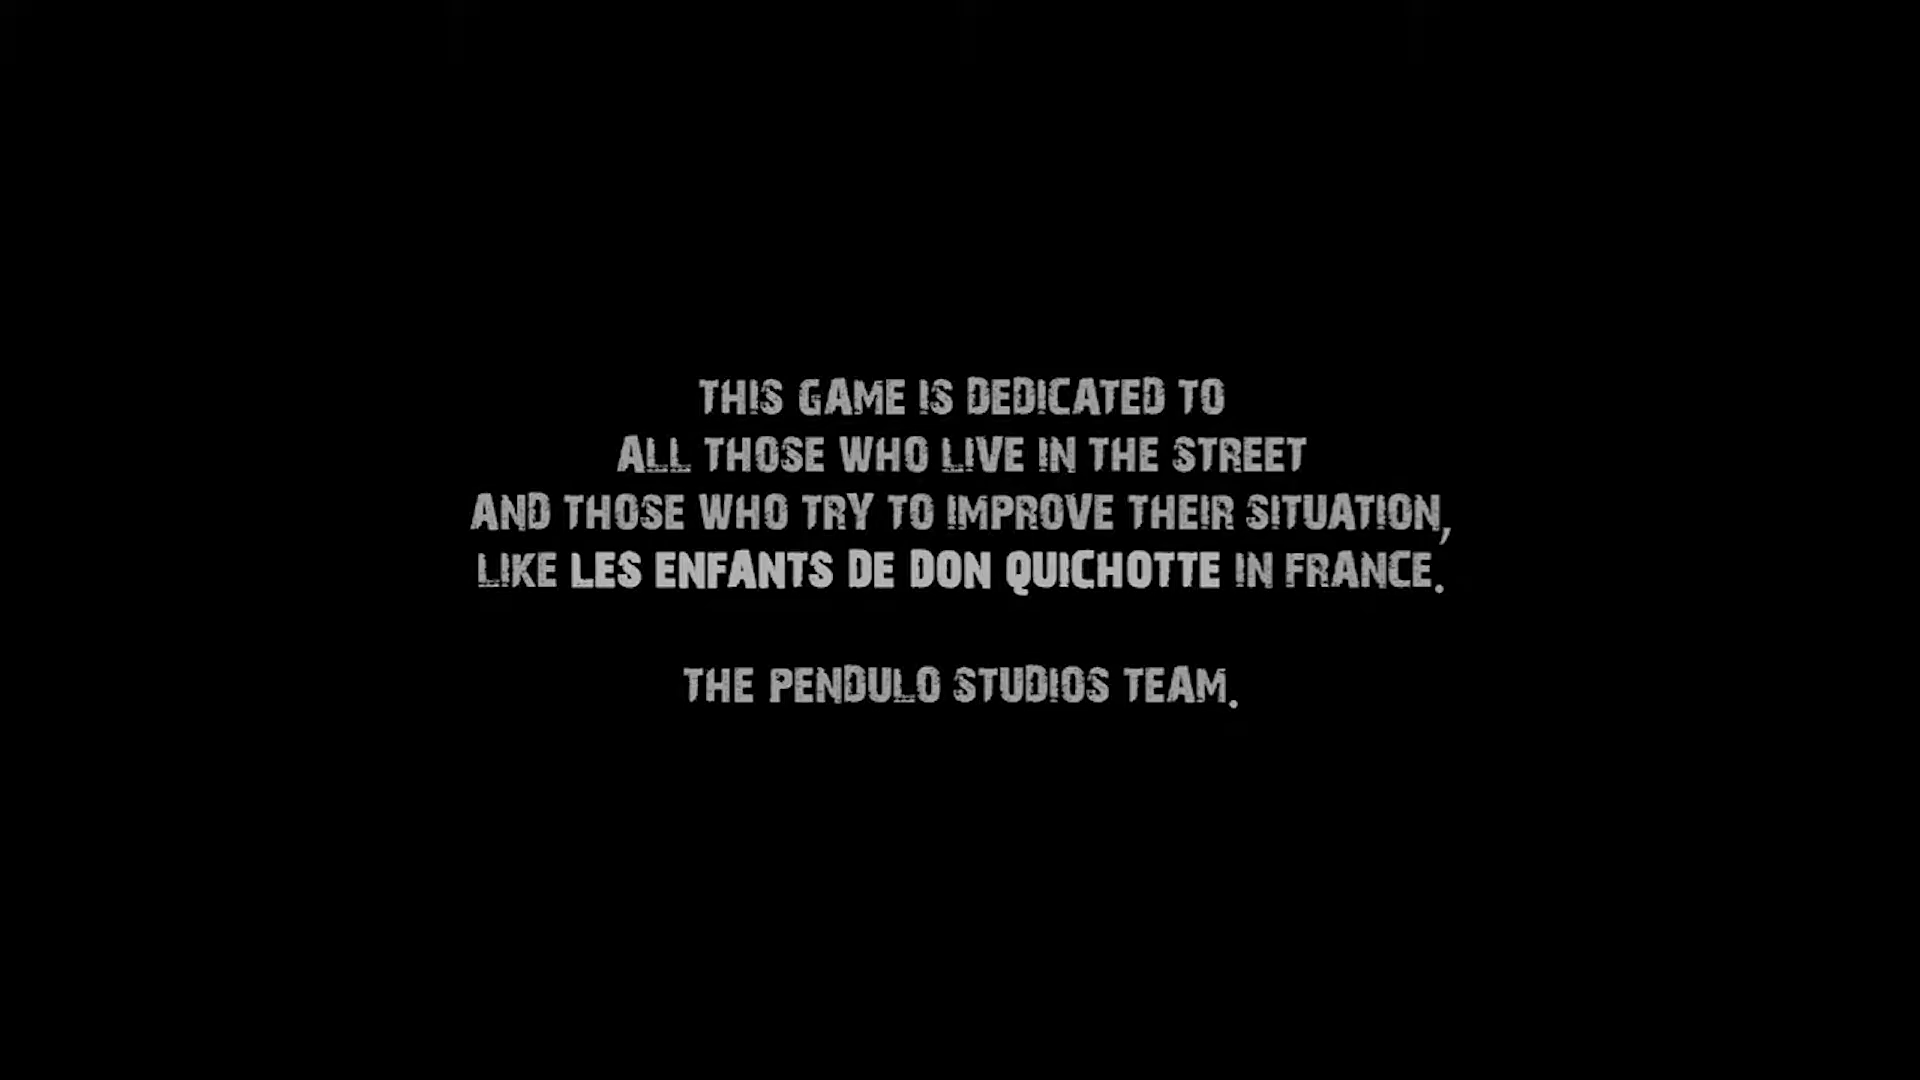 THIS GAME IS DEDICATED TO
ALL THOSE WHO LIVE IN THE STREET
AND THOSE WHO TRY TO IMPROVE THEIR SITUATION,
LIKE LES ENFANTS DE DON QUICHOTTE IN FRANCE.
THE PENDULO STUDIOS TEAM.